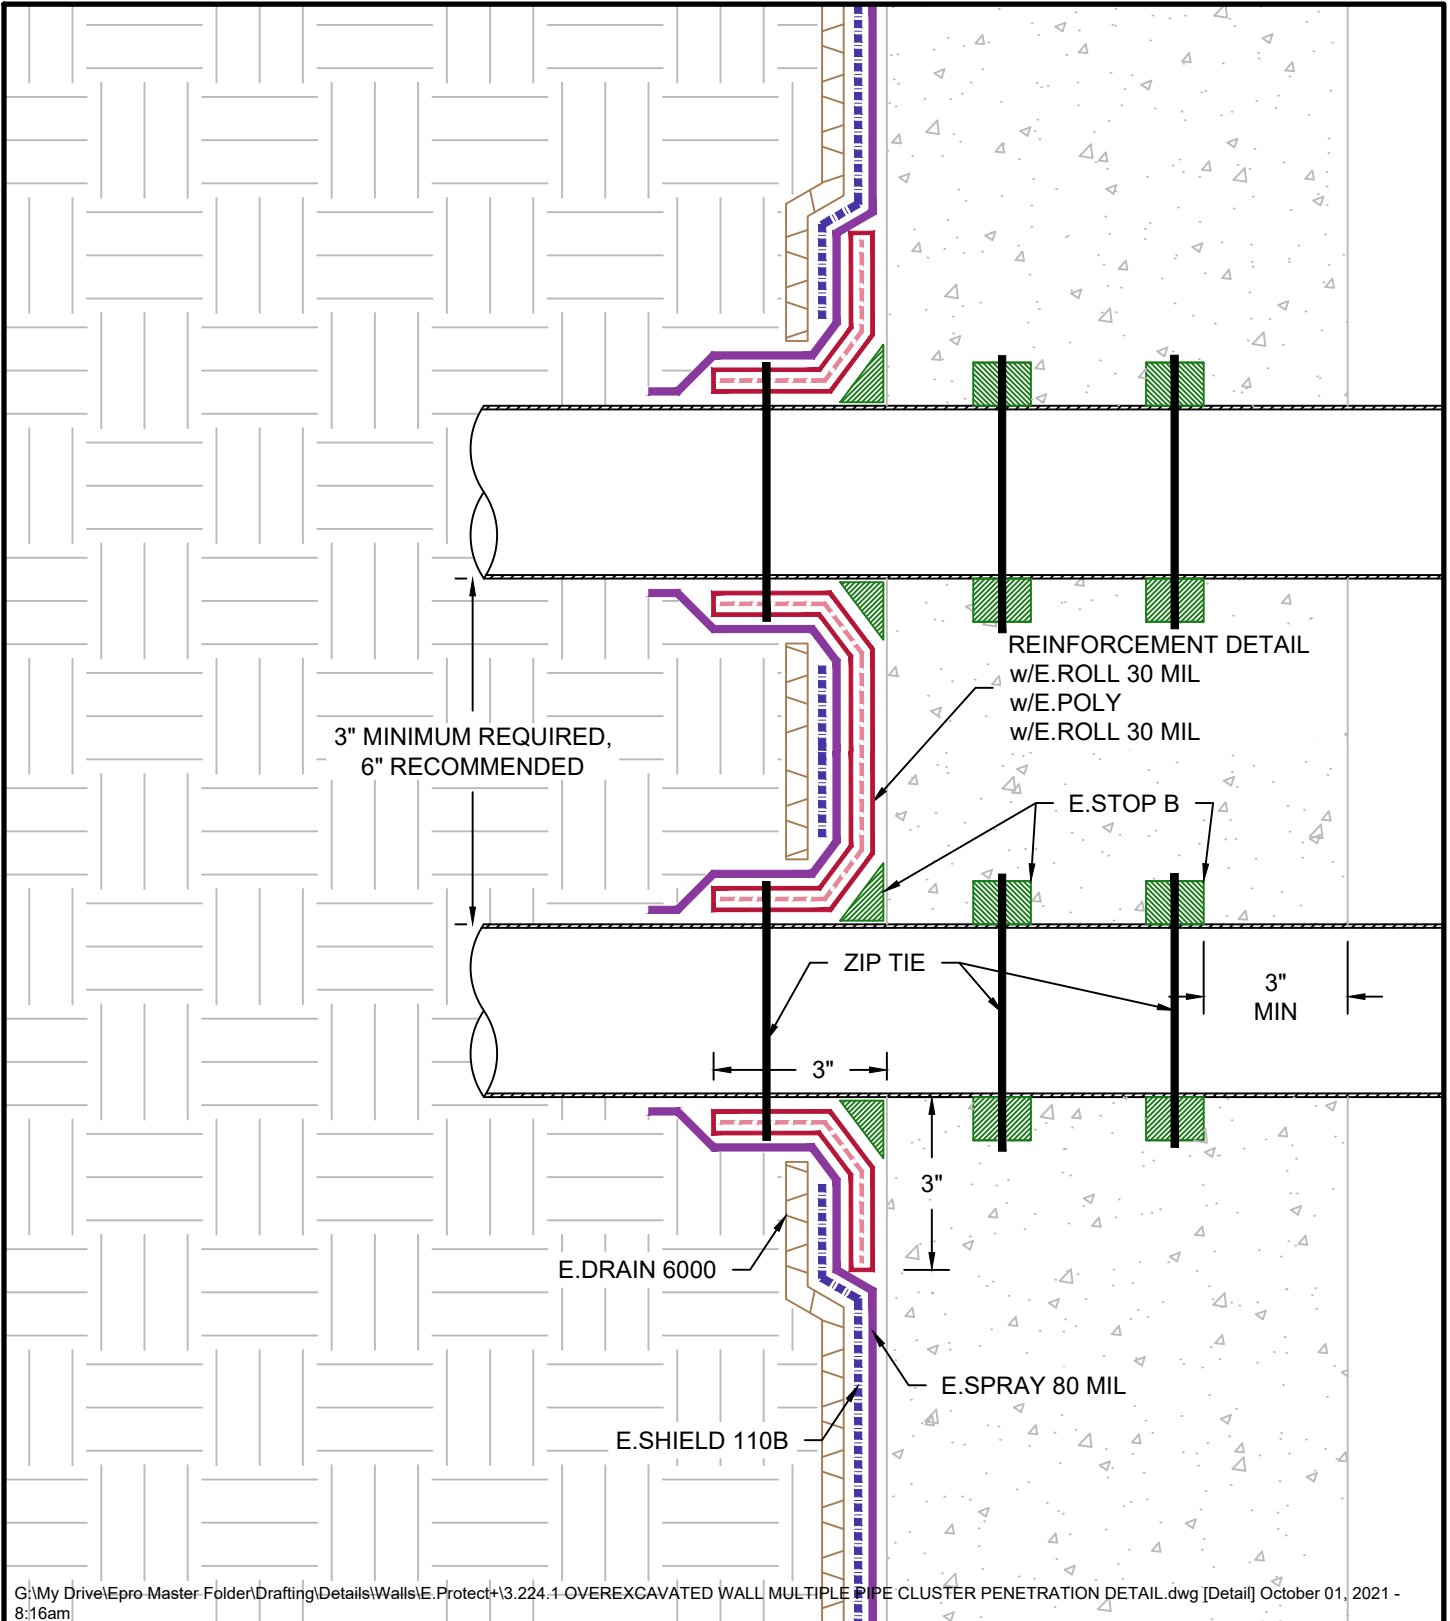 REINFORCEMENT DETAIL
w/E.ROLL 30 MIL
w/E.POLY
w/E.ROLL 30 MIL
3" MINIMUM REQUIRED,
6" RECOMMENDED
E.STOP B
ZIP TIE
3"
MIN
3"
3"
E.DRAIN 6000
E.SPRAY 80 MIL
E.SHIELD 110B
G:\My Drive\Epro Master Folder\Drafting\Details\Walls\E.Protect+\3.224.1 OVEREXCAVATED WALL MULTIPLE PIPE CLUSTER PENETRATION DETAIL.dwg [Detail] October 01, 2021 -
8:16am